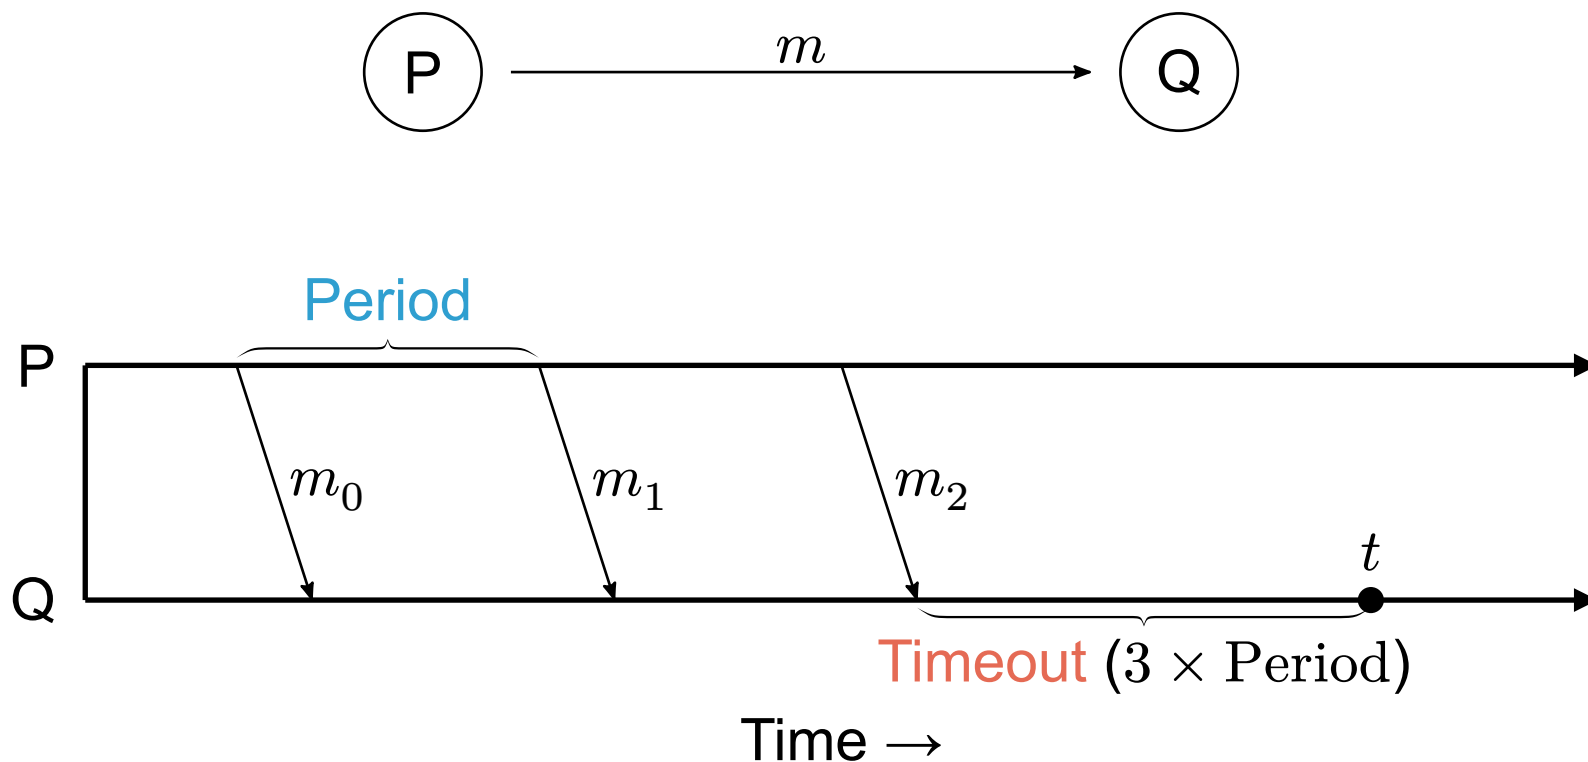 P
m
Q
Period
P
m₀
m₁
m₂
t
Q
Timeout (3 × Period)
Time →